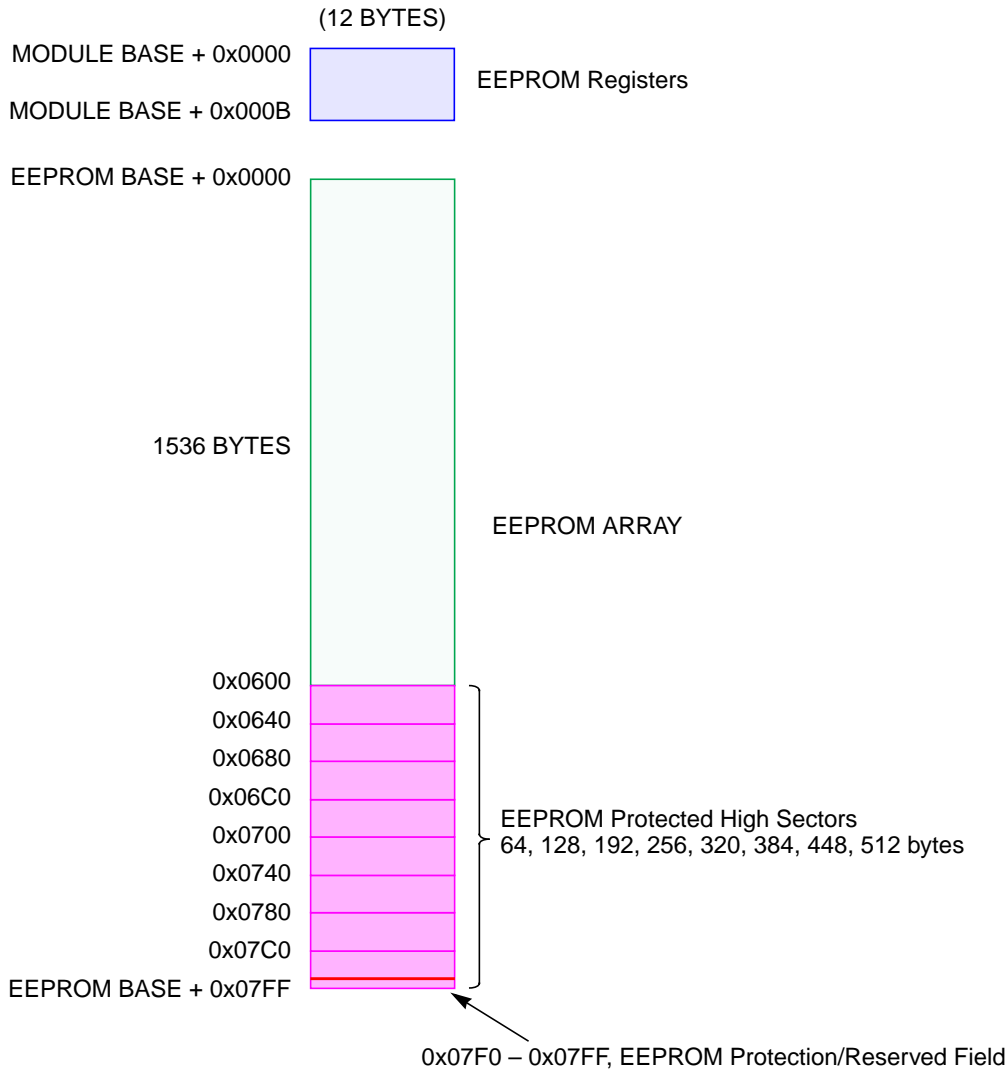 (12 BYTES)
MODULE BASE + 0x0000
EEPROM Registers
MODULE BASE + 0x000B
EEPROM BASE + 0x0000
1536 BYTES
EEPROM ARRAY
0x0600
0x0640
0x0680
0x06C0
0x0700
0x0740
0x0780
0x07C0
EEPROM BASE + 0x07FF
EEPROM Protected High Sectors
64, 128, 192, 256, 320, 384, 448, 512 bytes
0x07F0 – 0x07FF, EEPROM Protection/Reserved Field